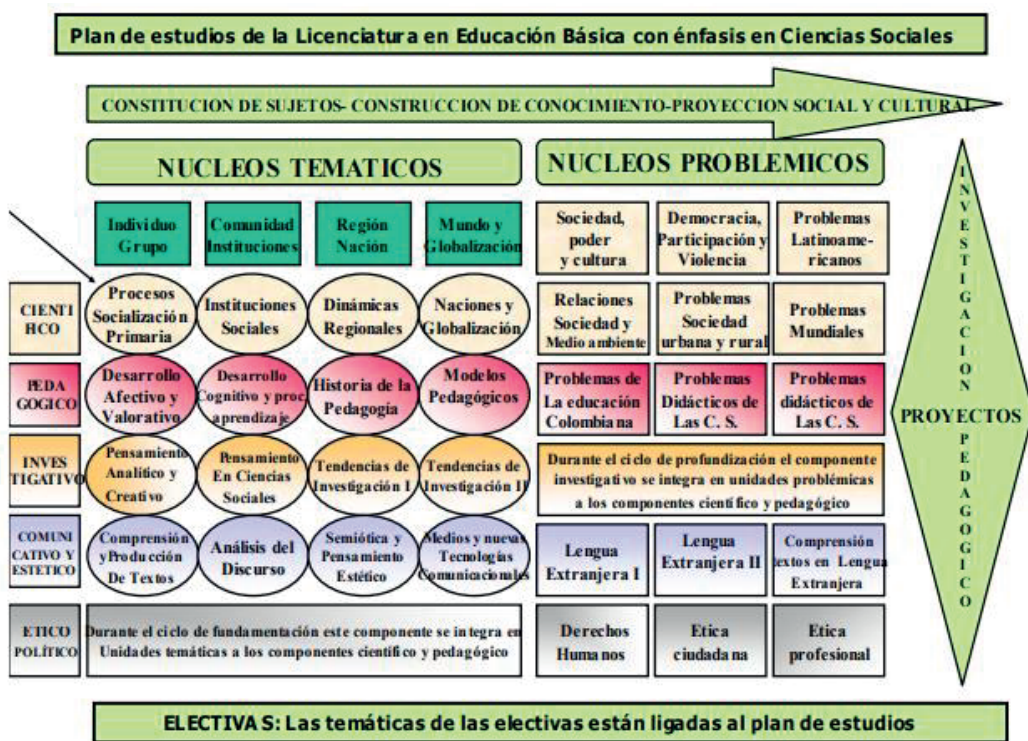 Plan de estudios de la Licenciatura en Educación Básica con énfasis en Ciencias Sociales
CONSTITUCION DE SUJETOS- CONSTRUCCION DE CONOCIMIENTO-PROYECCION SOCIAL Y CULTURAL
NUCLEOS TEMATICOS
NUCLEOS PROBLÉMICOS
Individuo
Grupo
Comunidad
Instituciones
Región
Nación
Mundo y
Globalización
Sociedad,
poder
y cultura
Democracia,
Participación y
Violencia
Problemas
Latinoame-
ricanos
CIENTI
FICO
Procesos
Socialización
Primaria
Instituciones
Sociales
Dinámicas
Regionales
Naciones y
Globalización
Relaciones
Sociedad y
Medio ambiente
Problemas
Sociedad
urbana y rural
Problemas
Mundiales
PEDA
GOGICO
Desarrollo
Afectivo y
Valorativo
Desarrollo
Cognitivo y proc.
aprendizaje
Historia de la
Pedagogía
Modelos
Pedagógicos
Problemas de
La educación
Colombiana
Problemas
Didácticos de
Las C. S.
Problemas
didácticos de
Las C. S.
INVES
TIGATIVO
Pensamiento
Analítico y
Creativo
Pensamiento
En Ciencias
Sociales
Tendencias de
Investigación I
Tendencias de
Investigación II
Durante el ciclo de profundización el componente
investigativo se integra en unidades problémicas
a los componentes científico y pedagógico
COMUNI
CATIVO Y
ESTETICO
Comprensión
y Producción
De Textos
Análisis del
Discurso
Semiótica y
Pensamiento
Estético
Medios y nuevas
Tecnologías
Comunicacionales
Lengua
Extranjera I
Lengua
Extranjera II
Comprensión
textos en Lengua
Extranjera
ETICO
POLÍTICO
Durante el ciclo de fundamentación este componente se integra en
Unidades temáticas a los componentes científico y pedagógico
Derechos
Humanos
Etica
ciudadana
Etica
profesional
INVESTIGACION
PROYECTOS
PEDAGOGICO
ELECTIVAS: Las temáticas de las electivas están ligadas al plan de estudios